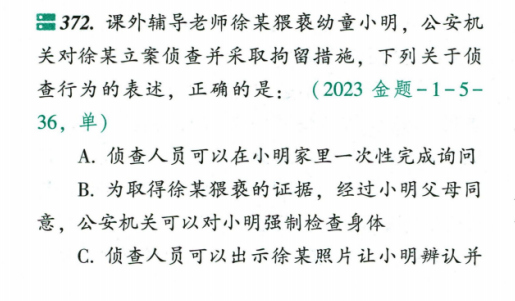 372. 课外辅导老师徐某猥亵幼童小明，公安机
关对徐某立案侦查并采取拘留措施，下列关于侦
查行为的表述，正确的是：（2023 金题-1-5-
36，单）
A. 侦查人员可以在小明家里一次性完成询问
B. 为取得徐某猥亵的证据，经过小明父母同
意，公安机关可以对小明强制检查身体
C. 侦查人员可以出示徐某照片让小明辨认并